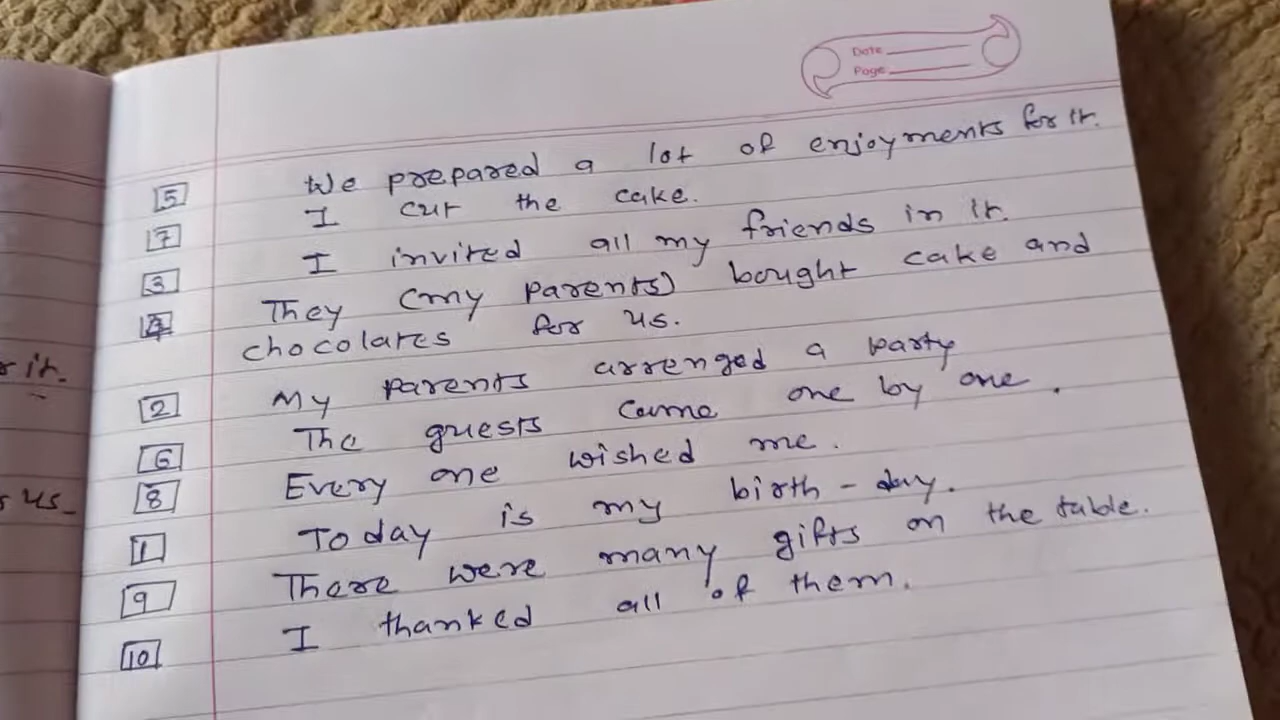 Date
Page
5 We prepared a lot of enjoyments for it.
7 I cut the cake.
3 I invited all my friends in it.
4 They (my parents) bought cake and
chocolates for us.
2 My parents arrenged a party
6 The guests came one by one.
8 Every one wished me.
1 Today is my birth-day.
9 There were many gifts on the table.
10 I thanked all of them.
r it.
us.